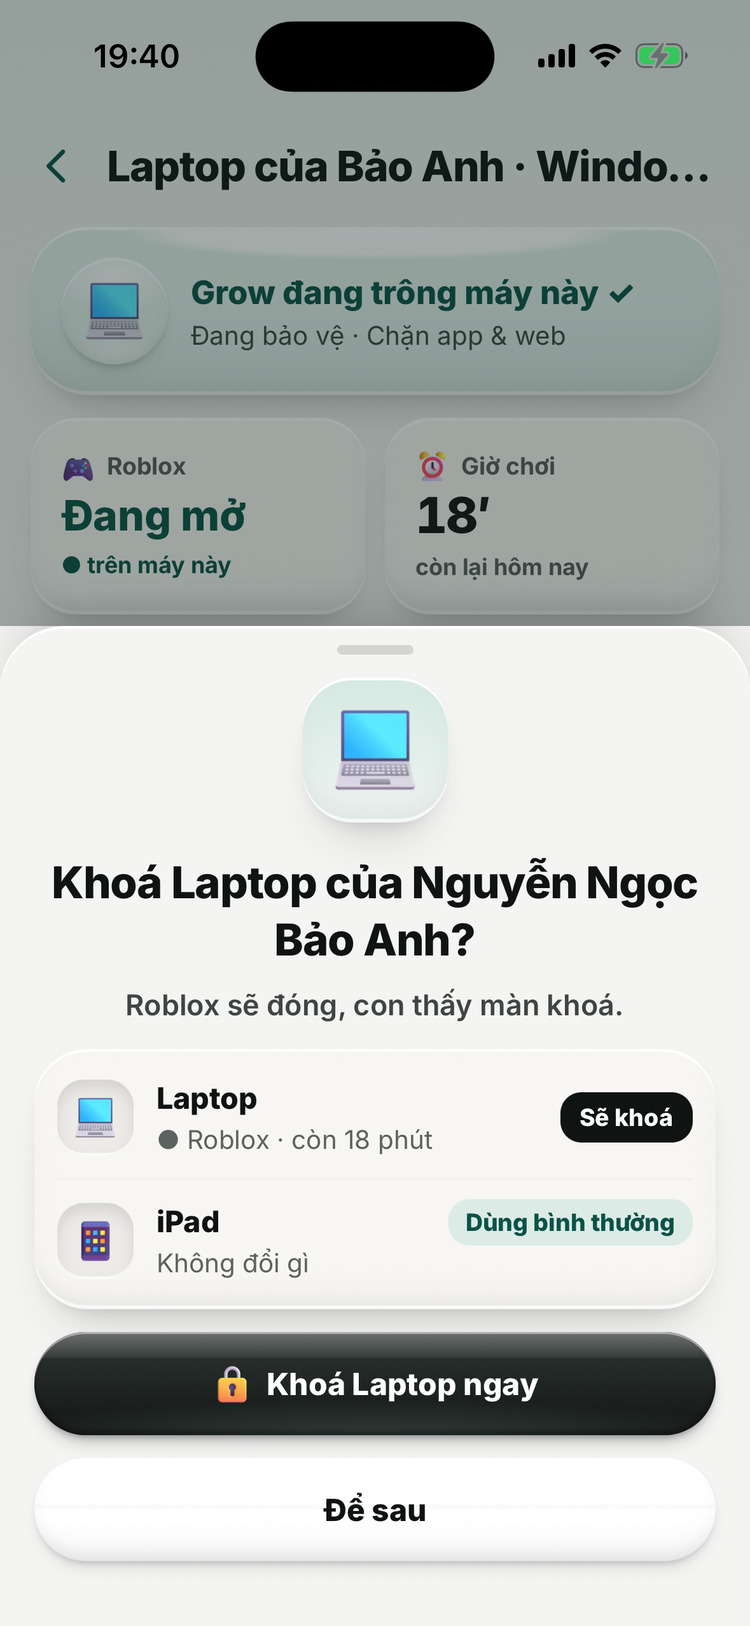 19:40
Laptop của Bảo Anh · Windo...
Grow đang trông máy này ✓
Đang bảo vệ · Chặn app & web
Roblox
Đang mở
● trên máy này
Giờ chơi
18′
còn lại hôm nay
Khoá Laptop của Nguyễn Ngọc
Bảo Anh?
Roblox sẽ đóng, con thấy màn khoá.
Laptop
● Roblox · còn 18 phút
Sẽ khoá
iPad
Không đổi gì
Dùng bình thường
Khoá Laptop ngay
Để sau